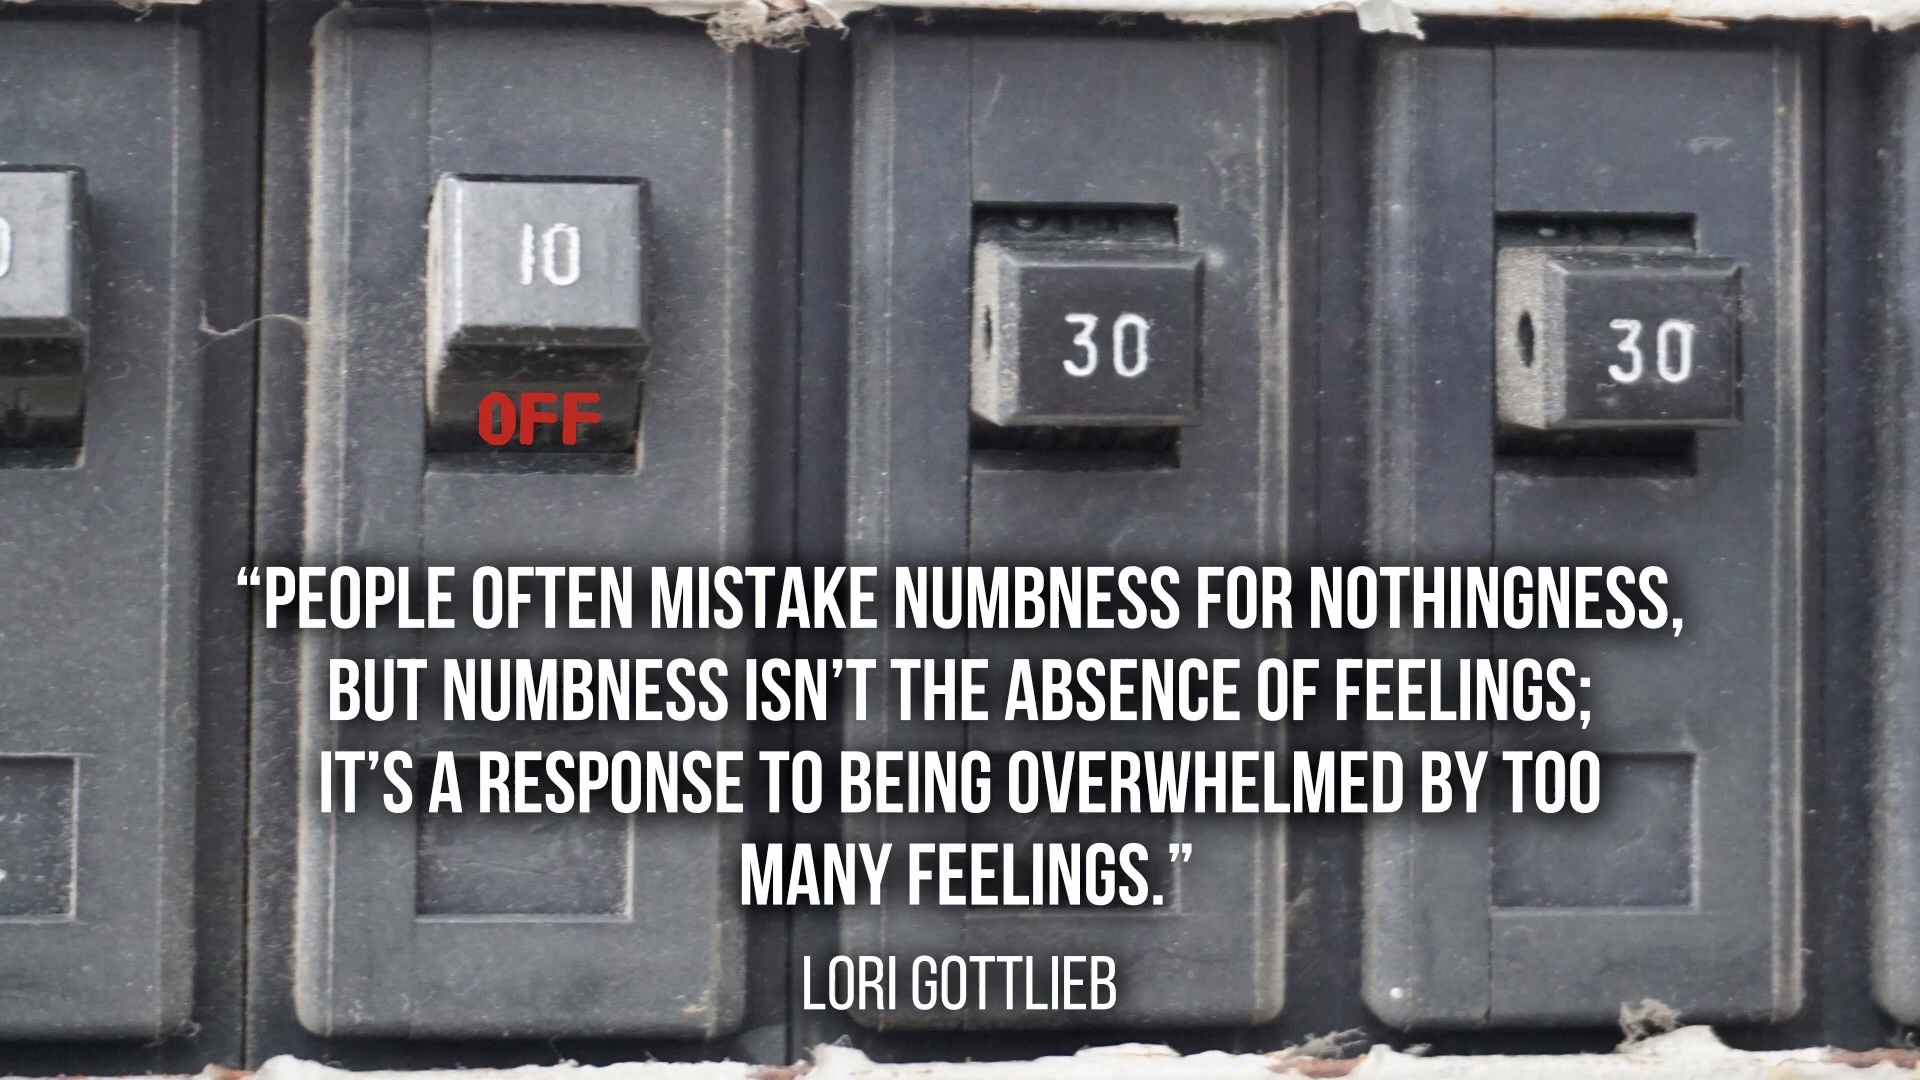 10
OFF
30
30
“PEOPLE OFTEN MISTAKE NUMBNESS FOR NOTHINGNESS,
BUT NUMBNESS ISN’T THE ABSENCE OF FEELINGS;
IT’S A RESPONSE TO BEING OVERWHELMED BY TOO
MANY FEELINGS.”
LORI GOTTLIEB